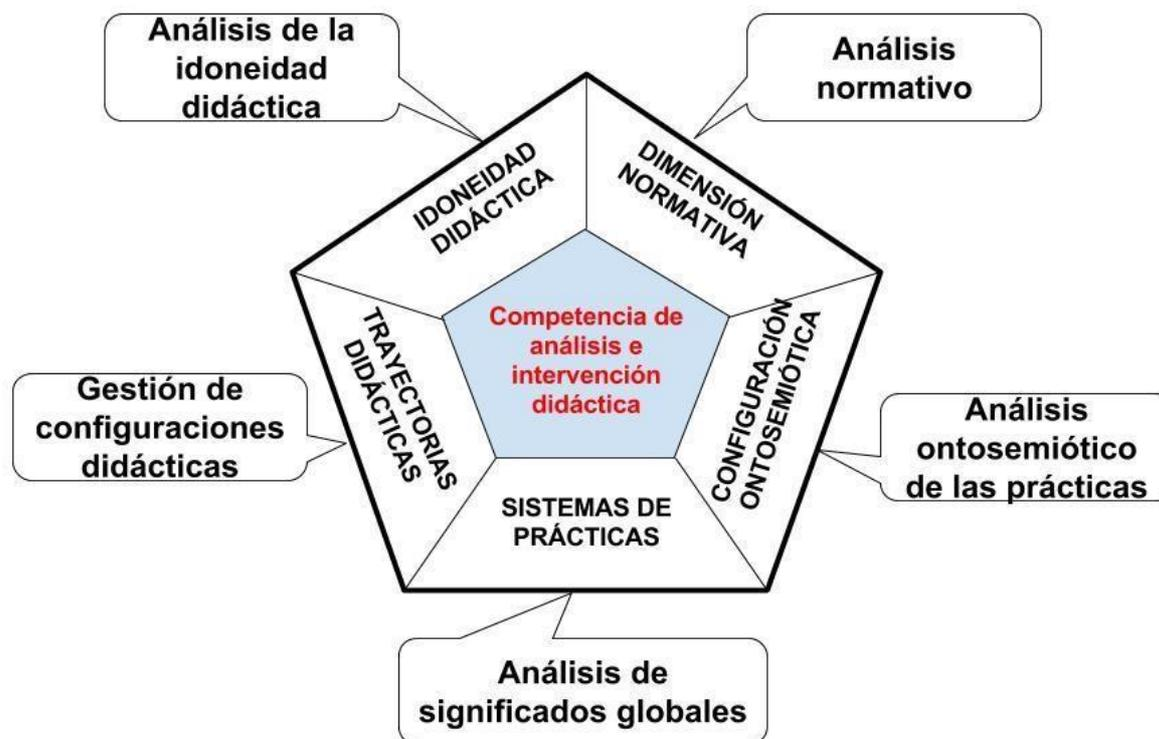 Análisis de la
idoneidad
didáctica
Análisis
normativo
IDONEIDAD
DIDÁCTICA
DIMENSIÓN
NORMATIVA
Competencia de
análisis e
intervención
didáctica
TRAYECTORIAS
DIDÁCTICAS
CONFIGURACIÓN
ONTOSEMIÓTICA
Gestión de
configuraciones
didácticas
Análisis
ontosemiótico
de las prácticas
SISTEMAS DE
PRÁCTICAS
Análisis de
significados globales